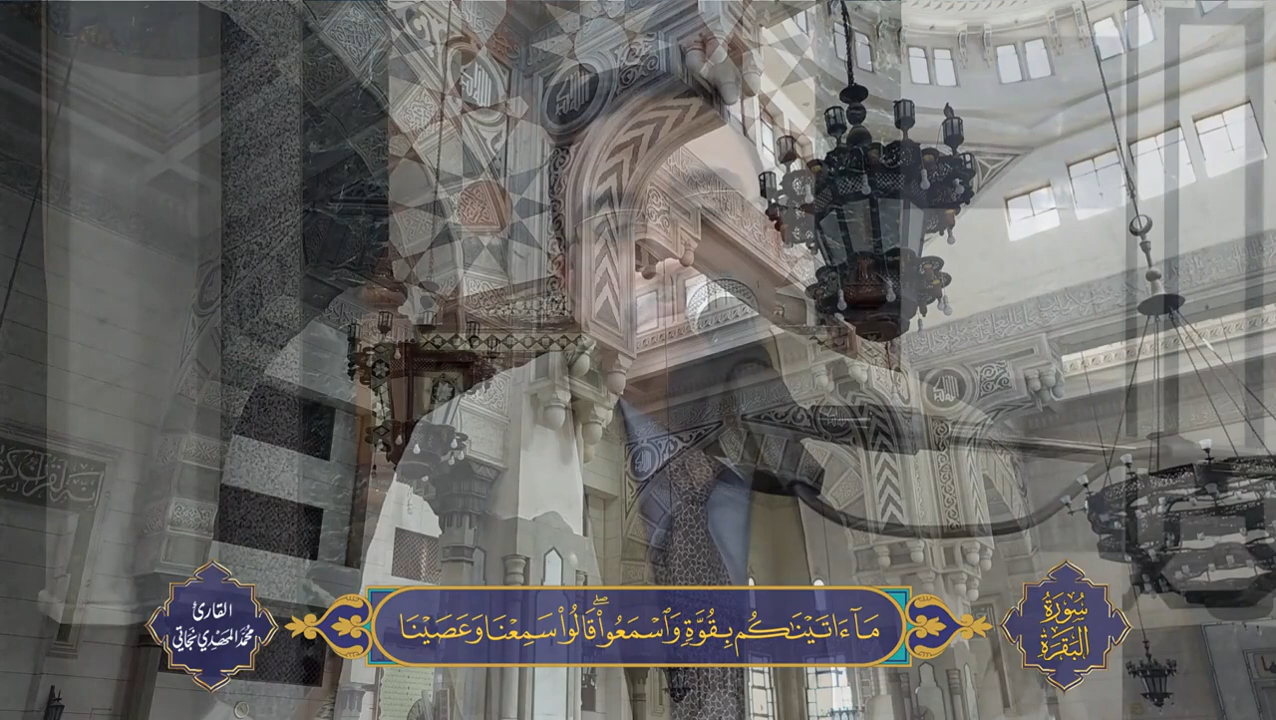 سُورَةُ
البَقَرَةِ
مَآ ءَاتَيۡنَٰكُم بِقُوَّةٖ وَٱسۡمَعُواْۖ قَالُواْ سَمِعۡنَا وَعَصَيۡنَا
القارئ
محمد المهدي نجاتي